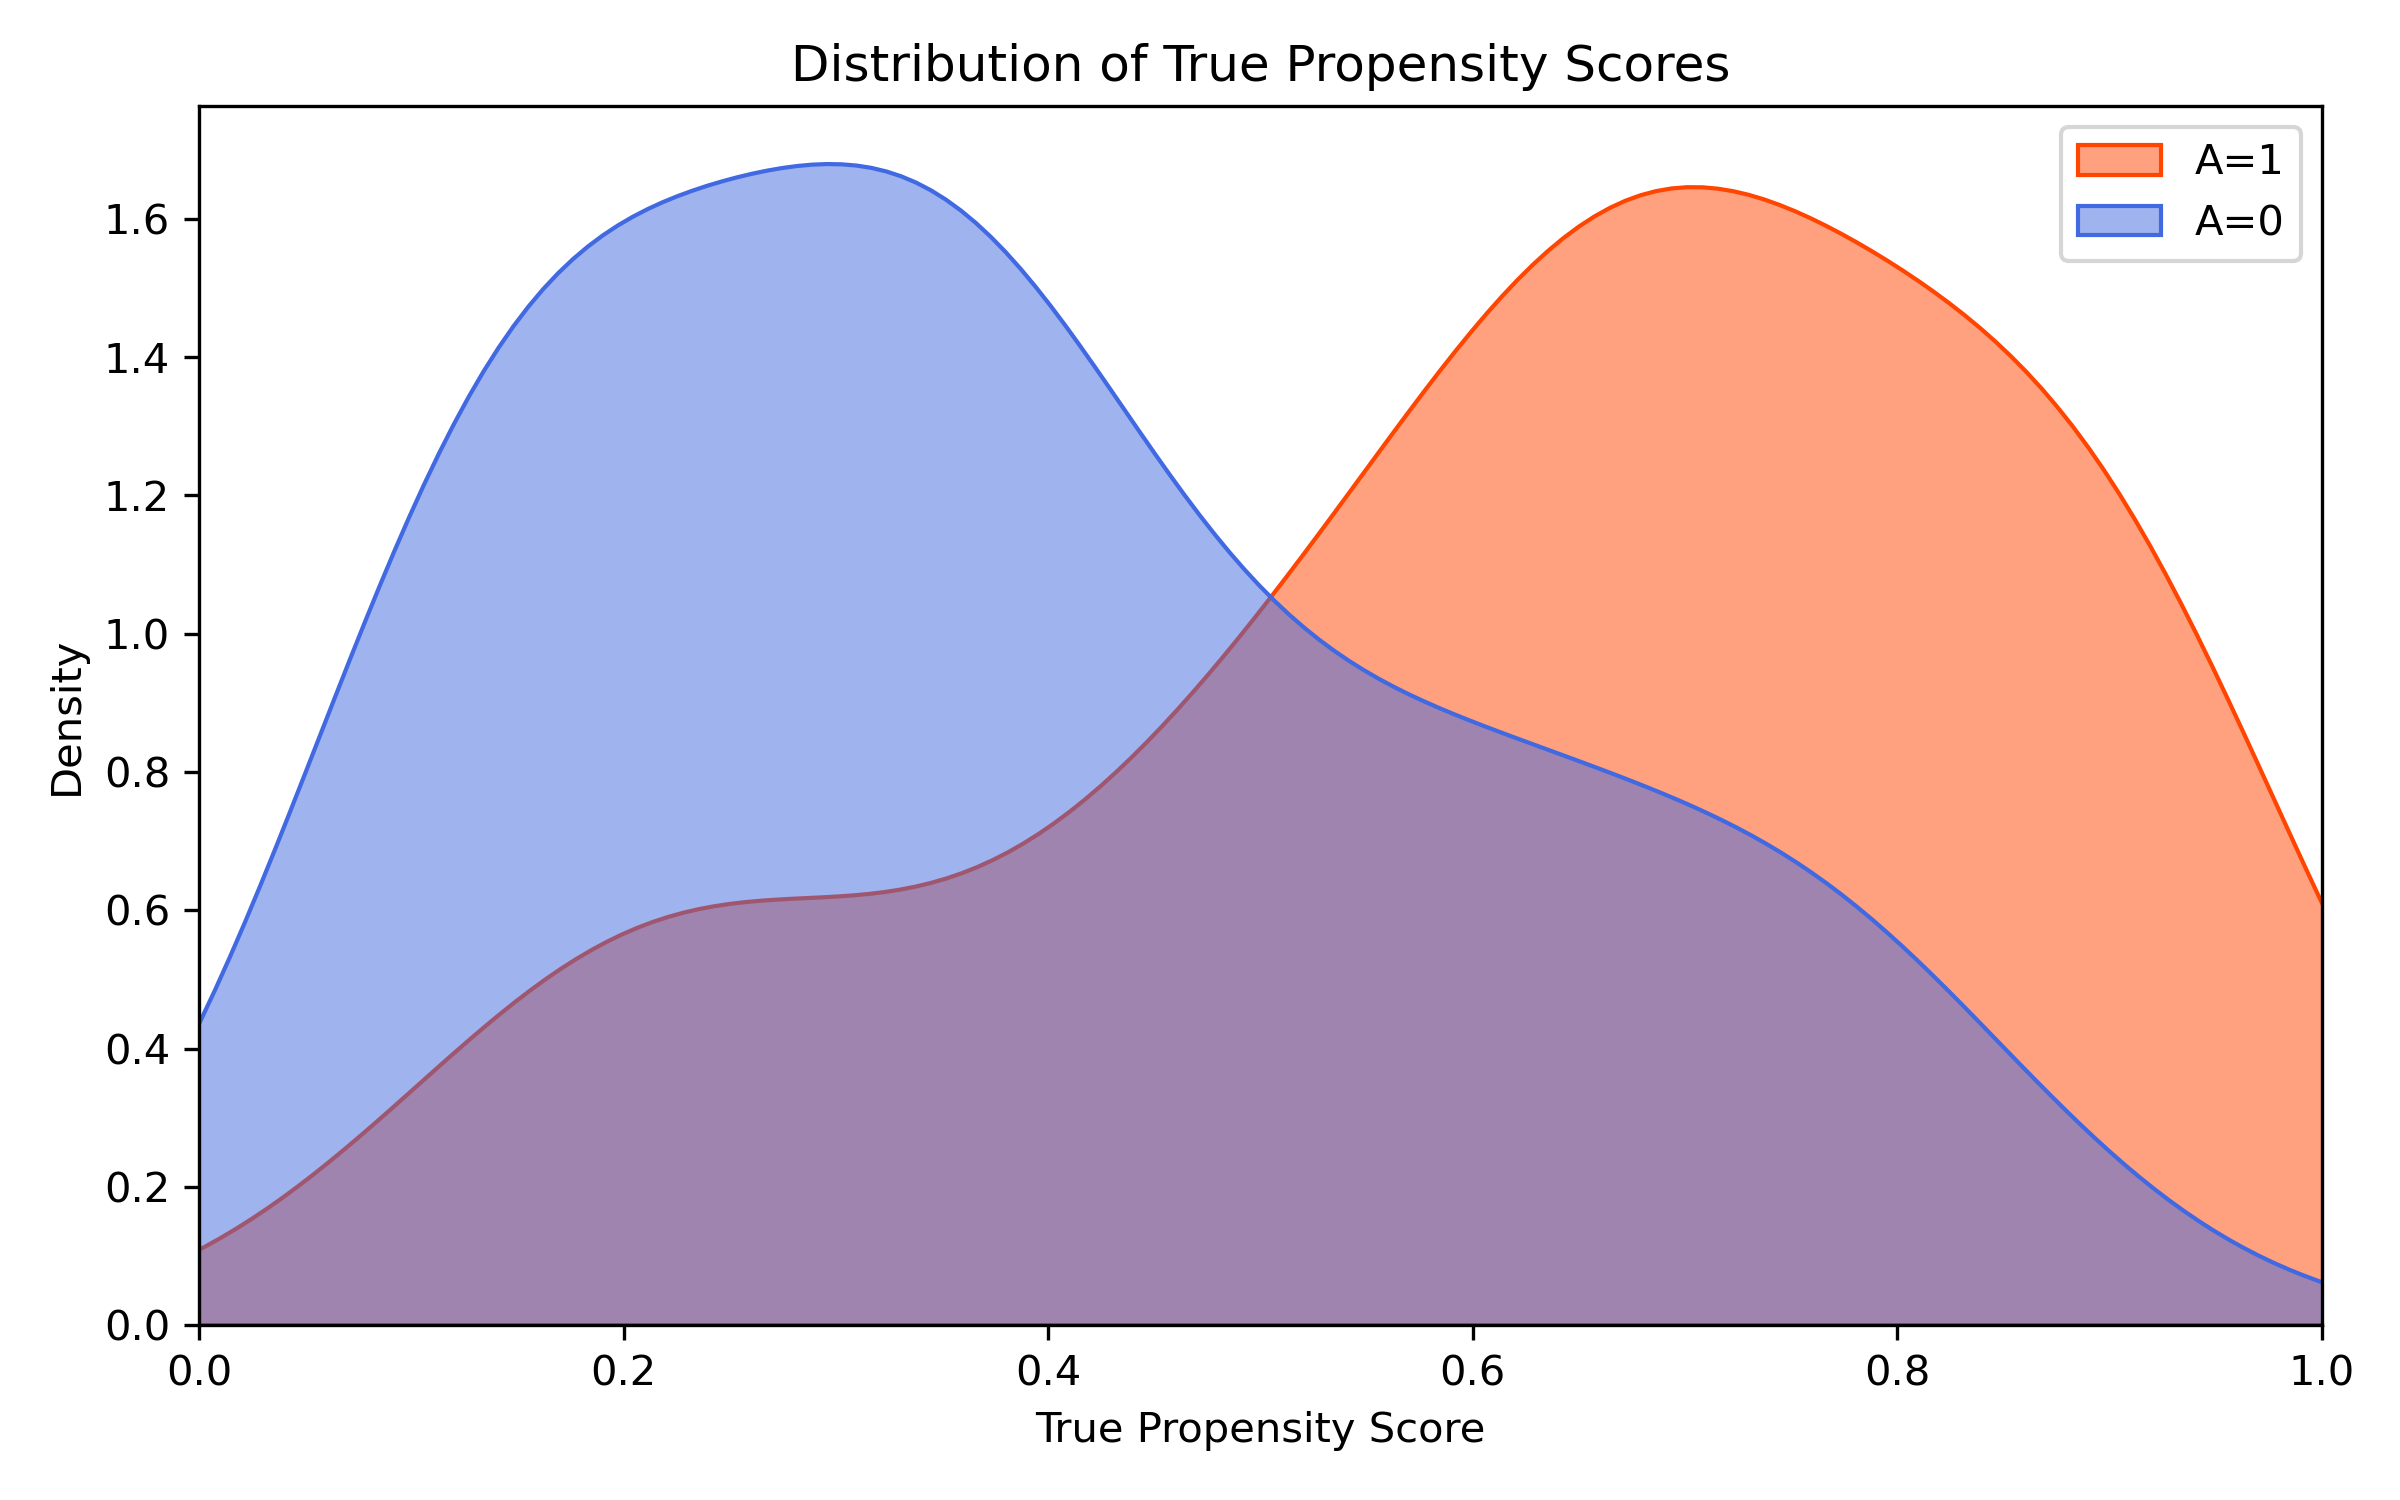 Distribution of True Propensity Scores
A=1
A=0
1.6
1.4
1.2
1.0
0.8
0.6
0.4
0.2
0.0
Density
0.0 0.2 0.4 0.6 0.8 1.0
True Propensity Score